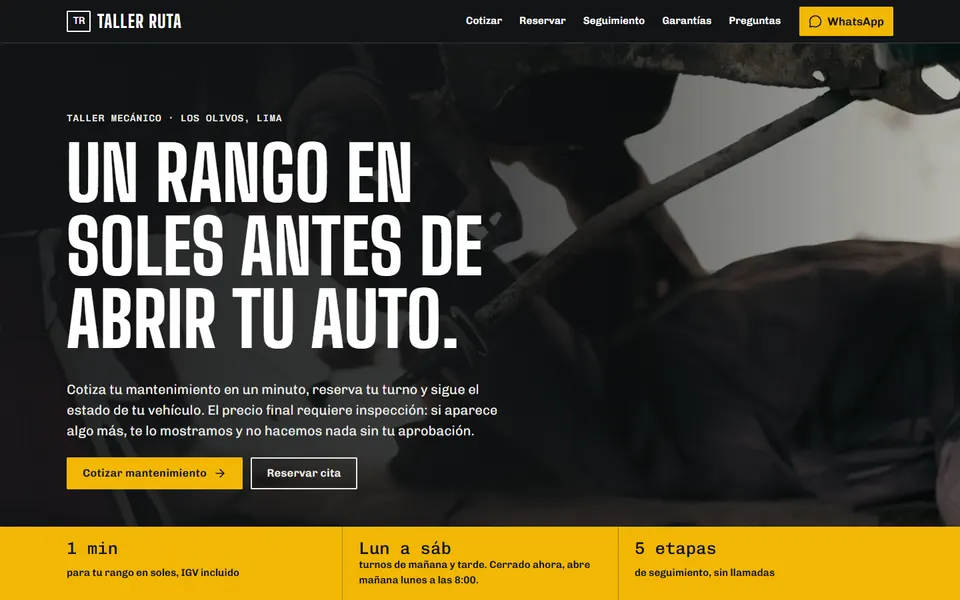 TR TALLER RUTA
Cotizar Reservar Seguimiento Garantías Preguntas WhatsApp
TALLER MECÁNICO · LOS OLIVOS, LIMA
UN RANGO EN
SOLES ANTES DE
ABRIR TU AUTO.
Cotiza tu mantenimiento en un minuto, reserva tu turno y sigue el
estado de tu vehículo. El precio final requiere inspección: si aparece
algo más, te lo mostramos y no hacemos nada sin tu aprobación.
Cotizar mantenimiento →
Reservar cita
1 min
para tu rango en soles, IGV incluido
Lun a sáb
turnos de mañana y tarde. Cerrado ahora, abre
mañana lunes a las 8:00.
5 etapas
de seguimiento, sin llamadas